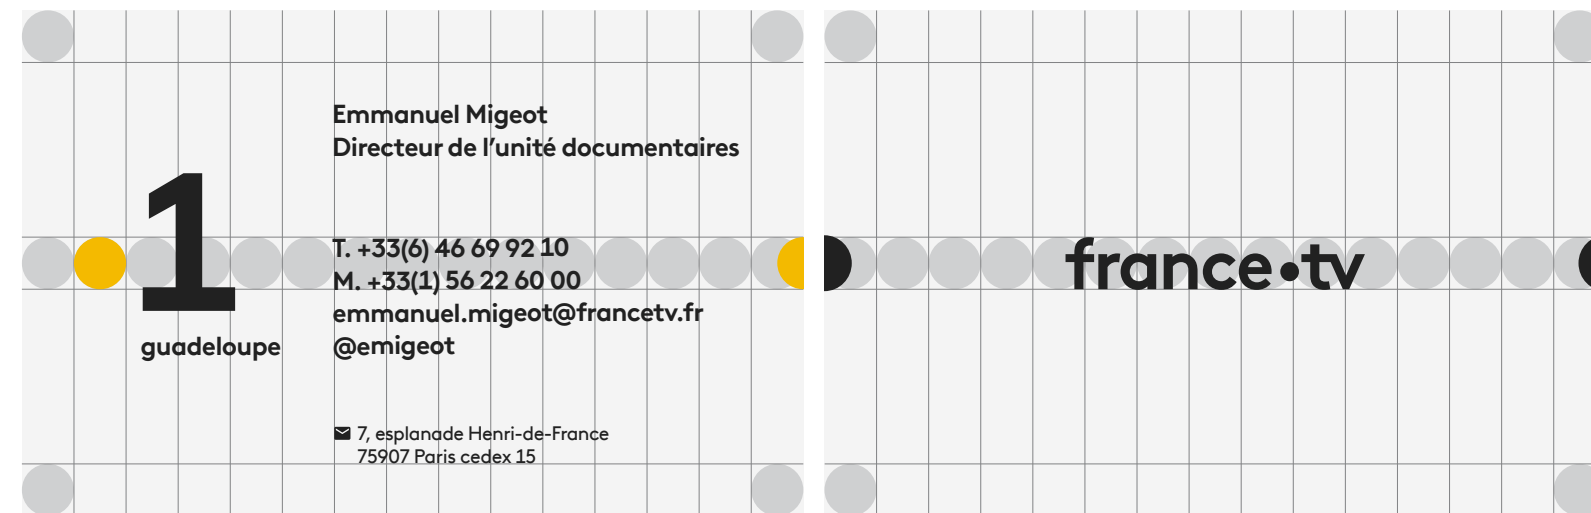 Emmanuel Migeot
Directeur de l’unité documentaires
1
guadeloupe
T. +33(6) 46 69 92 10
M. +33(1) 56 22 60 00
emmanuel.migeot@francetv.fr
@emigeot
7, esplanade Henri-de-France
75907 Paris cedex 15
france•tv